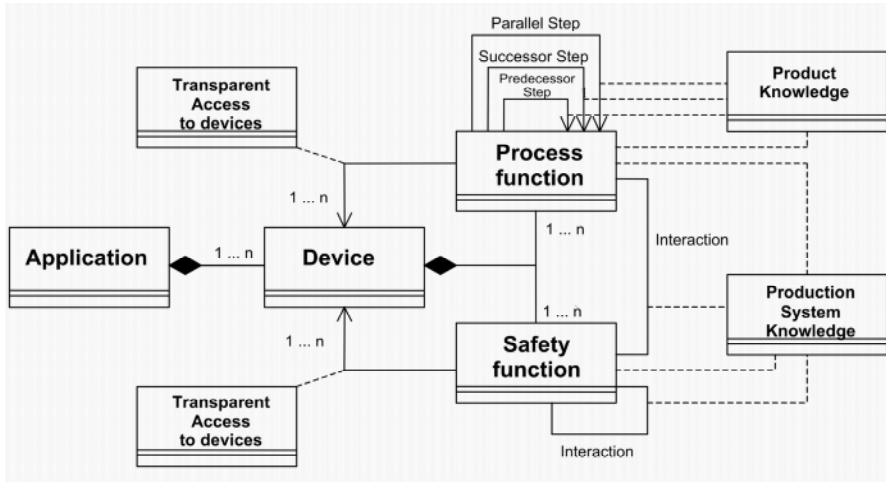 Parallel Step
Successor Step
Predecessor
Step
Transparent
Access
to devices
Product
Knowledge
Process
function
1 ... n
1 ... n
Application
1 ... n
Device
Interaction
1 ... n
1 ... n
Production
System
Knowledge
Safety
function
Transparent
Access
to devices
Interaction